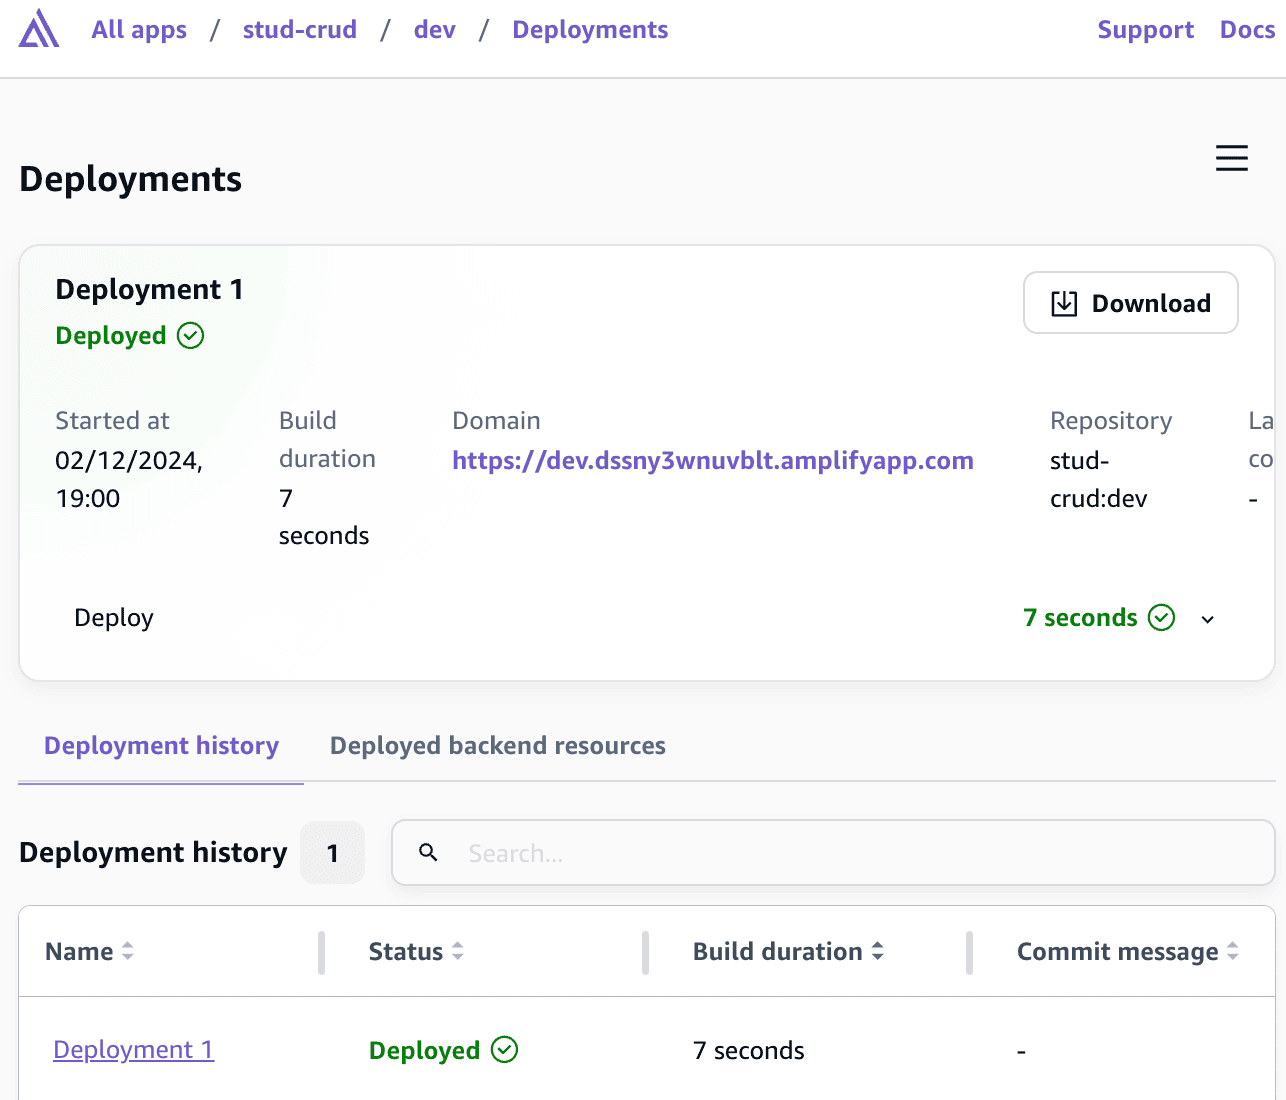 All apps / stud-crud / dev / Deployments Support Docs
Deployments
Deployment 1
Download
Deployed
Started at
02/12/2024,
19:00
Build
duration
7
seconds
Domain
https://dev.dssny3wnuvblt.amplifyapp.com
Repository
stud-
crud:dev
La
co
-
Deploy 7 seconds
Deployment history Deployed backend resources
Deployment history 1 Search...
Name Status Build duration Commit message
Deployment 1 Deployed 7 seconds -